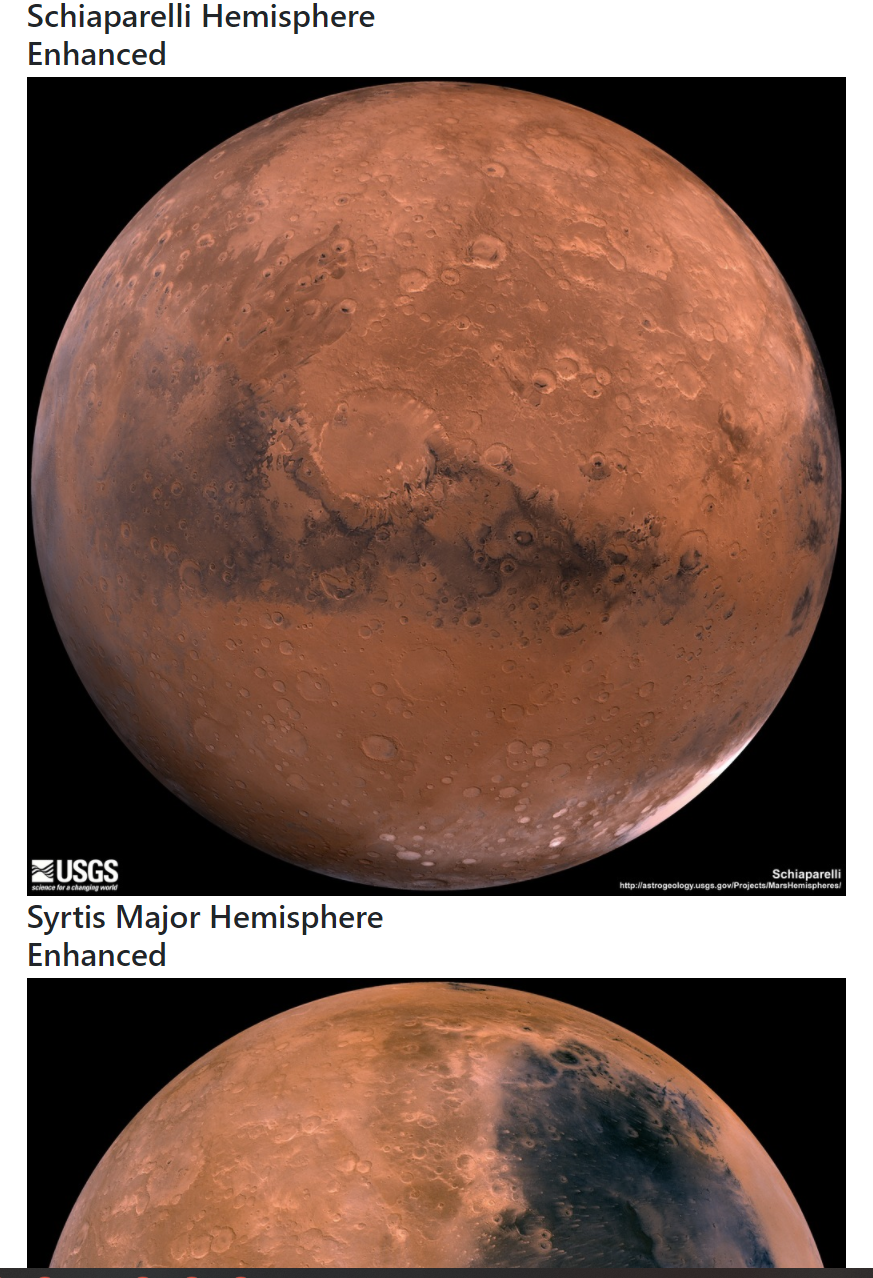 Schiaparelli Hemisphere
Enhanced
USGS
science for a changing world
Schiaparelli
http://astrogeology.usgs.gov/Projects/MarsHemispheres/
Syrtis Major Hemisphere
Enhanced